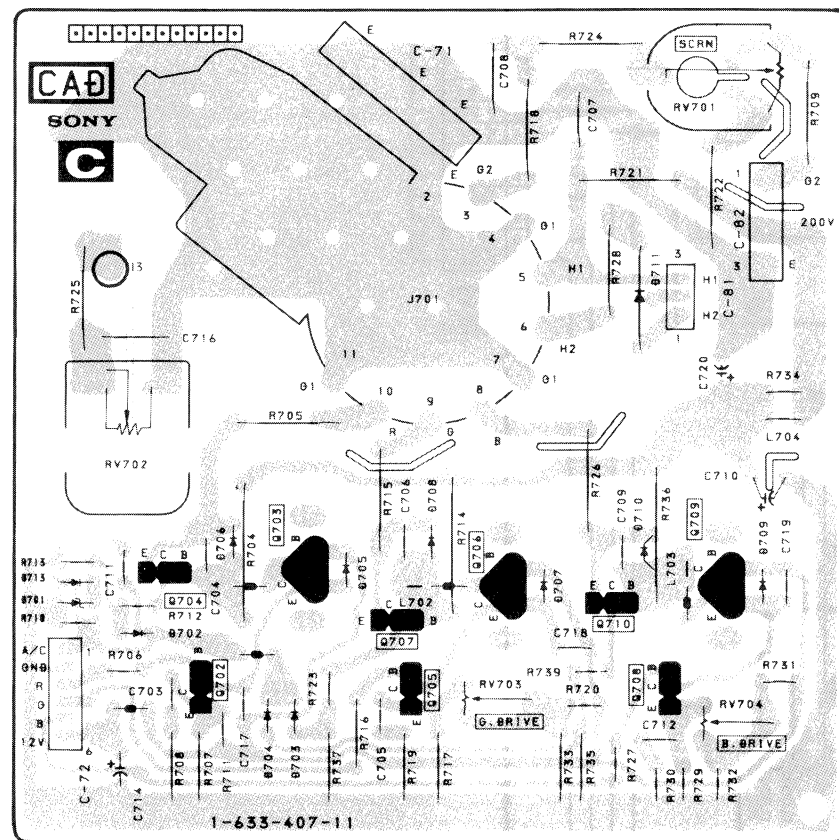 E
C-71
E
E
E
C708
R724
SCRN
RV701
R709
CAD
SONY
C
R718
C707
R721
R722
1
C-82
G2
200V
3
E
G2
2
3
4
G1
5
6
7
8
9
10
11
H1
H2
G1
G1
R
G
B
J701
R725
13
C716
RV702
R728
D711
3
H1
H2
1
C-81
C720
+
R734
L704
C710
+
R705
R715
C706
D708
R714
R726
C709
D710
R736
Q709
D709
C719
Q703
D706
R704
B
C
E
D705
Q706
B
C
E
D707
L703
B
C
E
R713
D713
D701
R710
C711
E C B
Q704
R712
D702
C704
L702
E
C
B
Q707
E C B
Q710
C718
A/C
GND
R
G
B
12V
1
6
C-72
R706
C703
+
C714
Q702
B
C
E
R723
Q705
B
C
E
RV703
G.DRIVE
R739
R720
Q708
B
C
E
RV704
B.DRIVE
R731
C712
R708
R707
R711
C717
D704
D703
R737
R716
C705
R719
R717
R733
R735
R727
R730
R729
R732
1-633-407-11